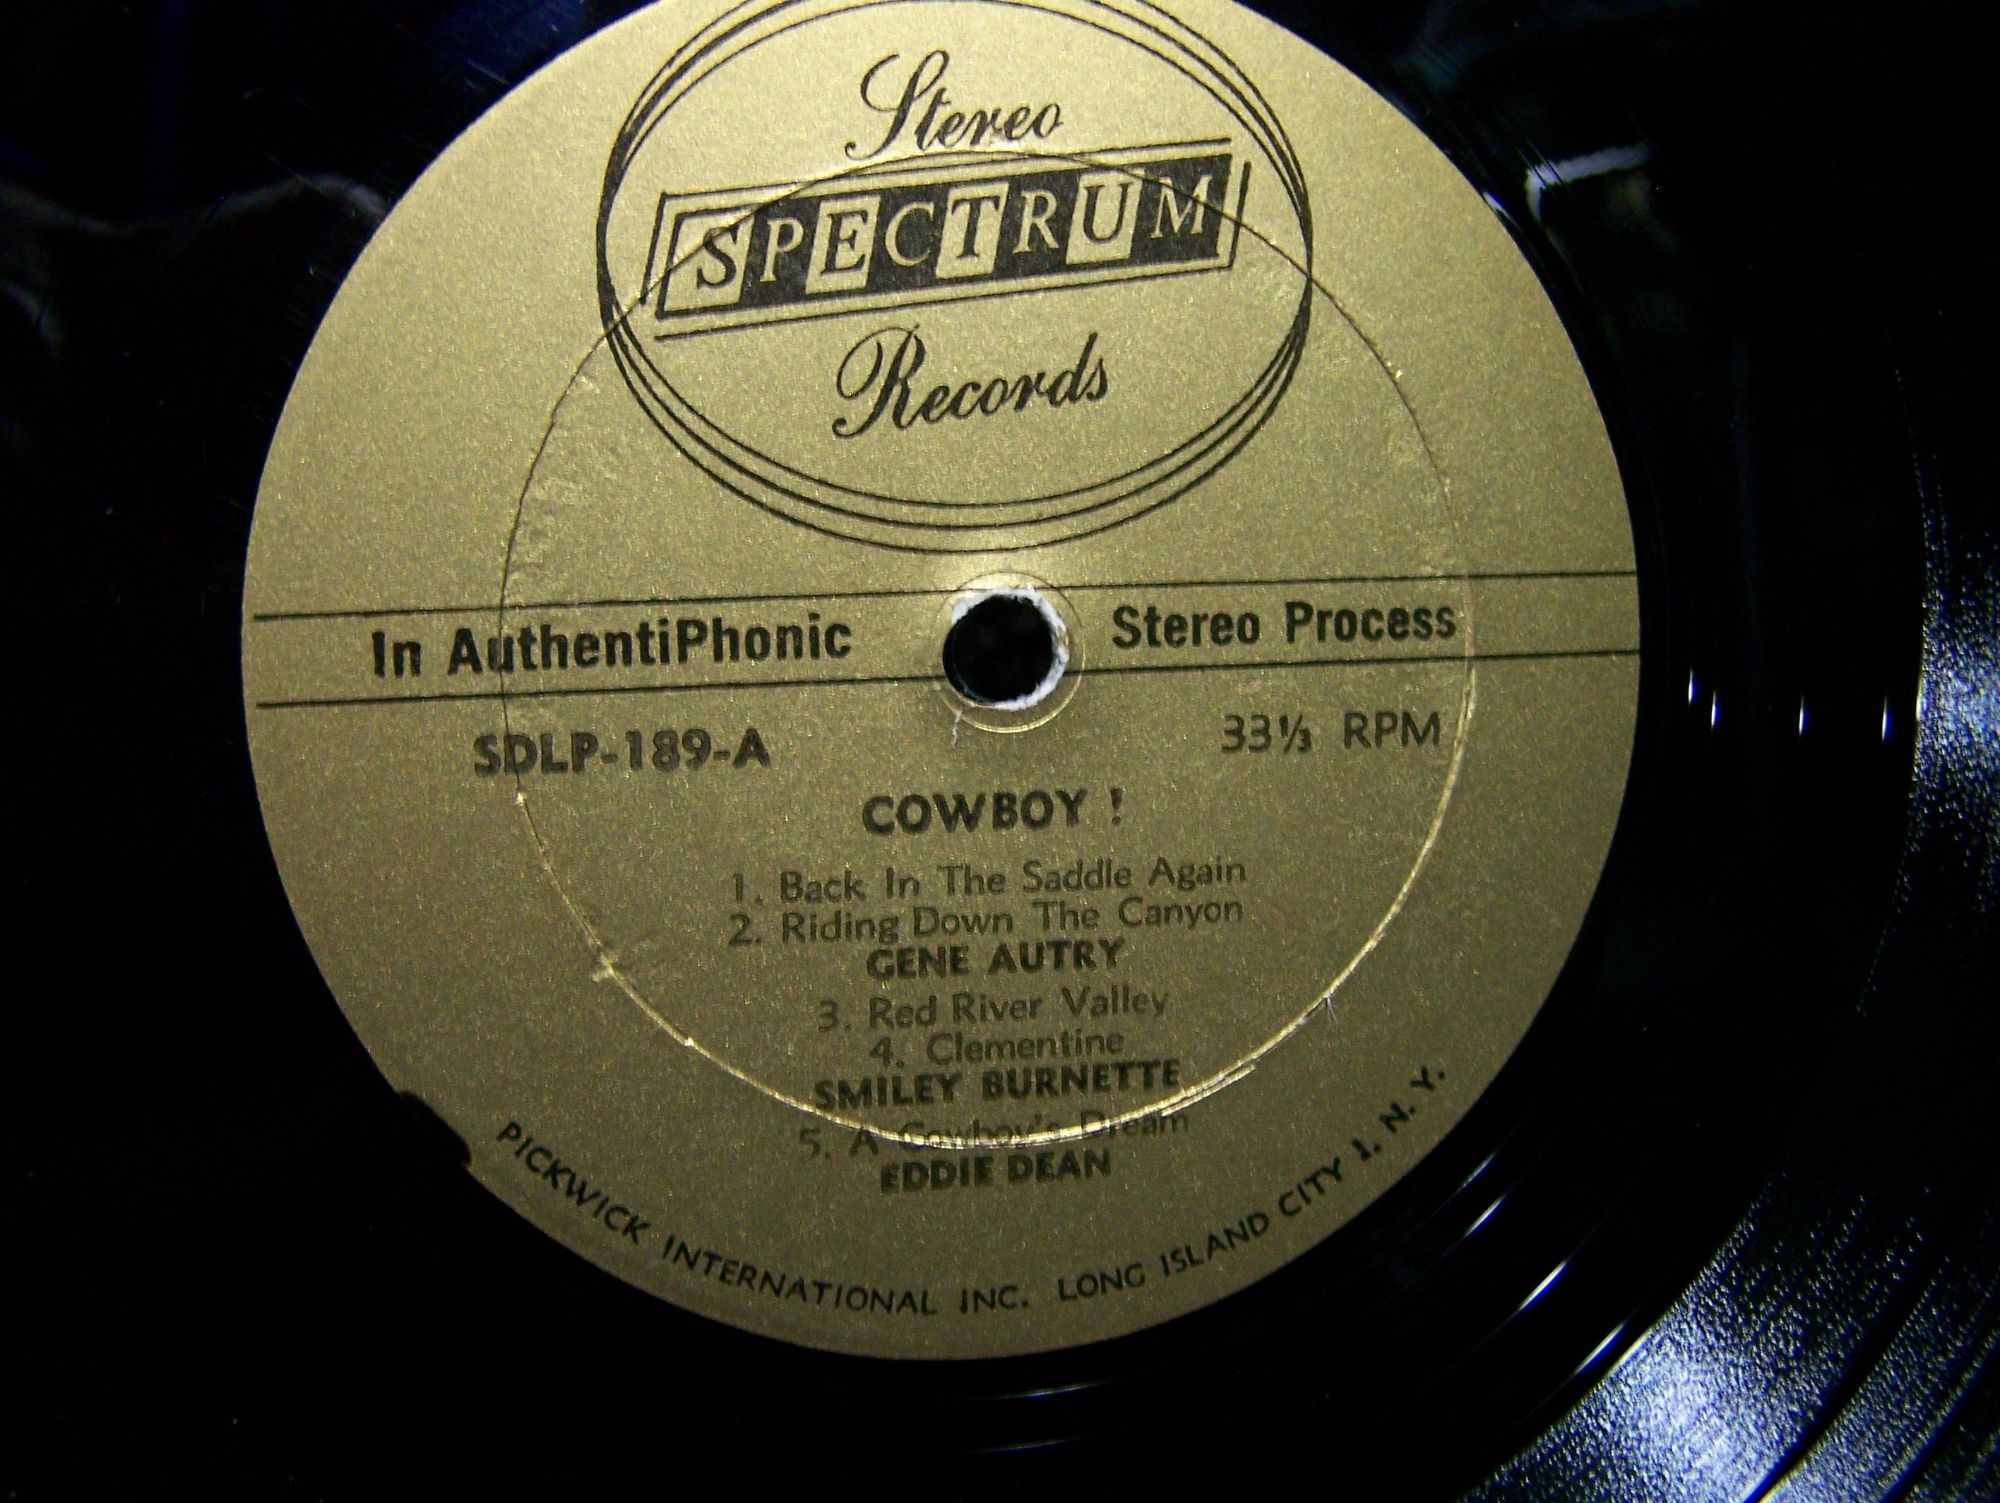 Stereo
SPECTRUM
Records
In AuthentiPhonic Stereo Process
SDLP-189-A 33⅓ RPM
COWBOY !
1. Back In The Saddle Again
2. Riding Down The Canyon
GENE AUTRY
3. Red River Valley
4. Clementine
SMILEY BURNETTE
5. A Cowboy's Dream
EDDIE DEAN
PICKWICK INTERNATIONAL INC. LONG ISLAND CITY 1. N. Y.